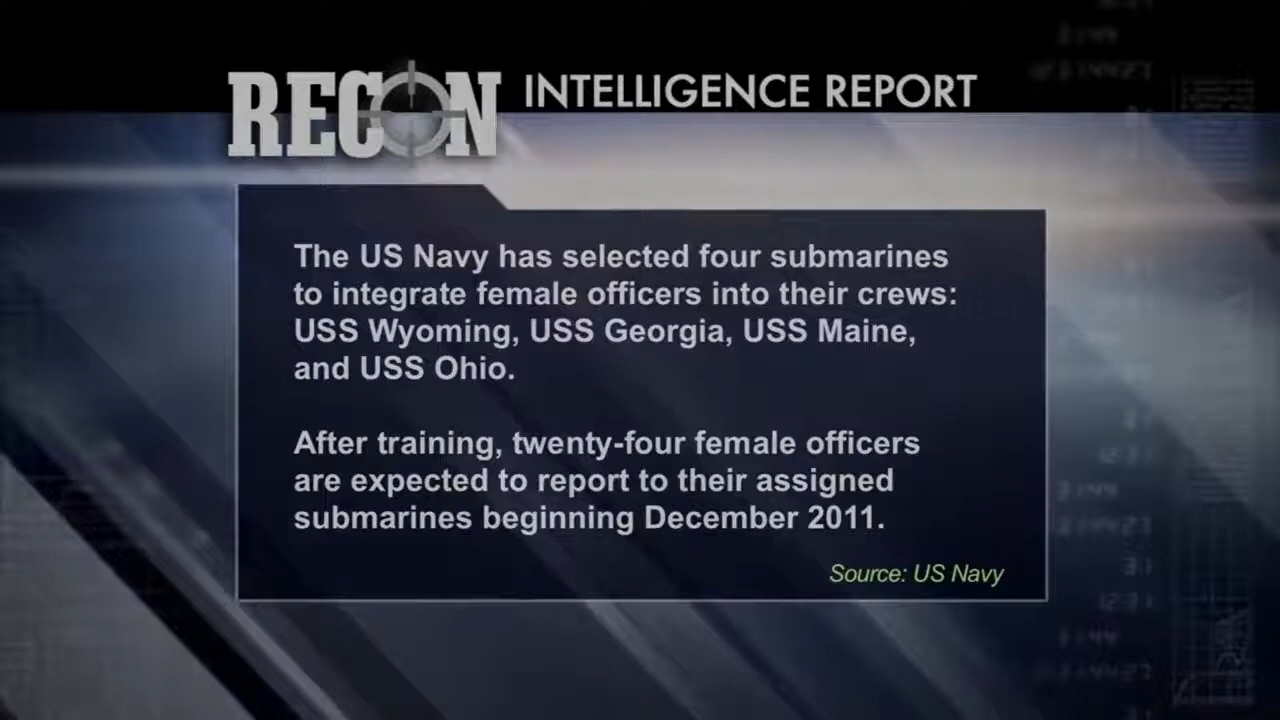 RECON INTELLIGENCE REPORT
The US Navy has selected four submarines
to integrate female officers into their crews:
USS Wyoming, USS Georgia, USS Maine,
and USS Ohio.
After training, twenty-four female officers
are expected to report to their assigned
submarines beginning December 2011.
Source: US Navy